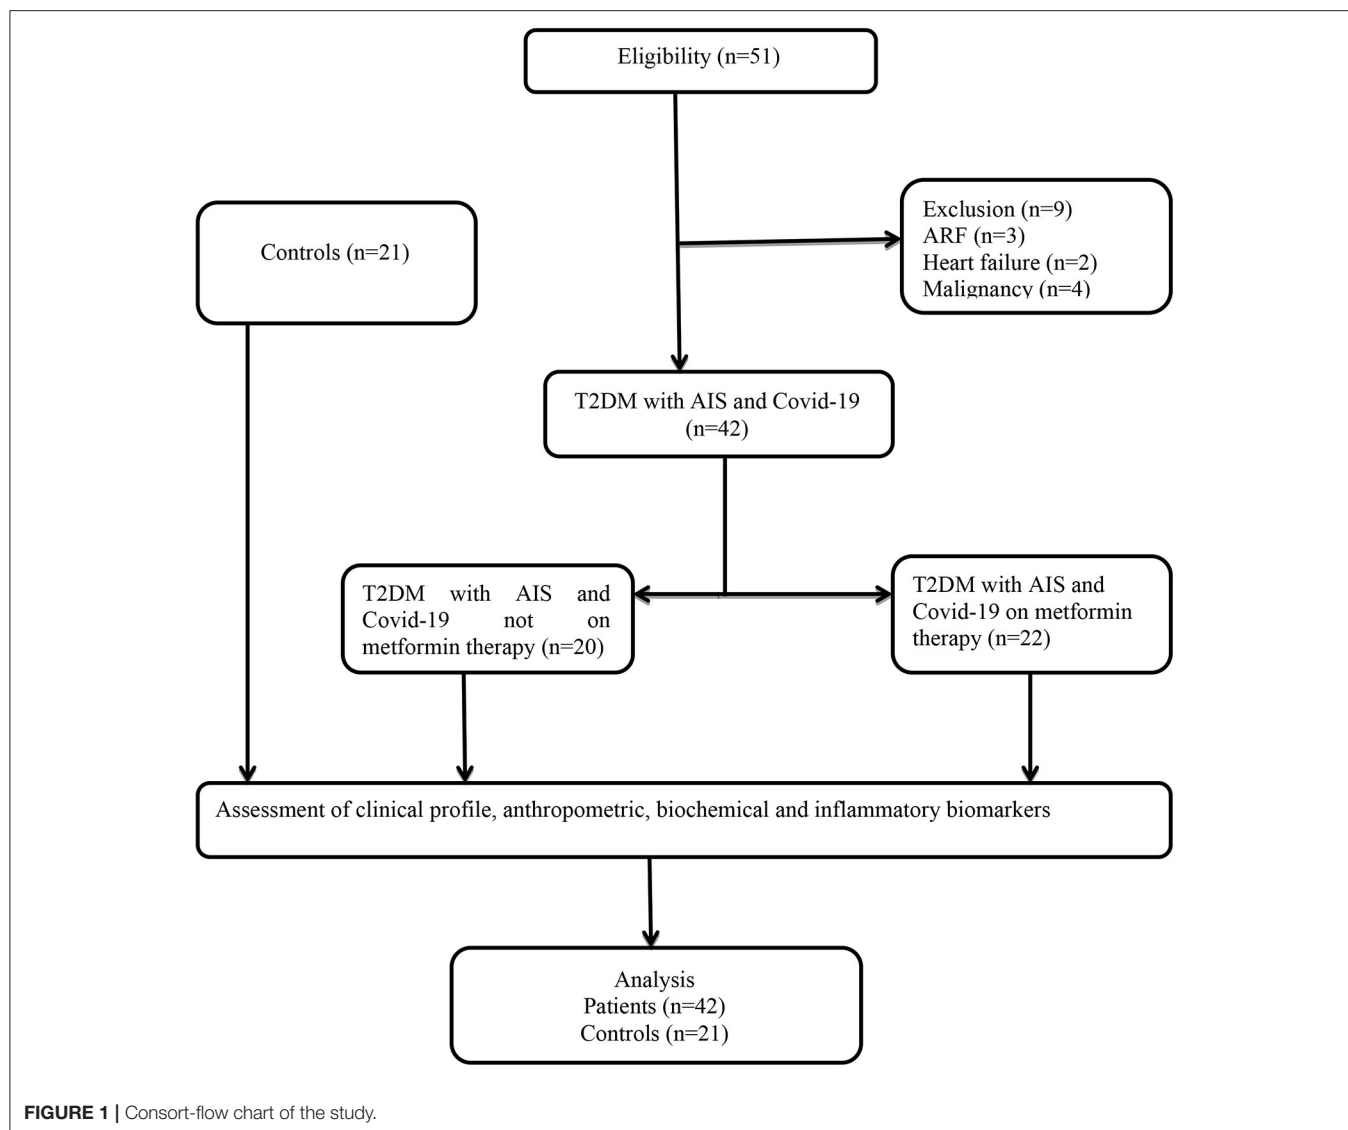 Eligibility (n=51)
Exclusion (n=9)
ARF (n=3)
Heart failure (n=2)
Malignancy (n=4)
Controls (n=21)
T2DM with AIS and Covid-19
(n=42)
T2DM with AIS and
Covid-19 not on
metformin therapy (n=20)
T2DM with AIS and
Covid-19 on metformin
therapy (n=22)
Assessment of clinical profile, anthropometric, biochemical and inflammatory biomarkers
Analysis
Patients (n=42)
Controls (n=21)
FIGURE 1 | Consort-flow chart of the study.